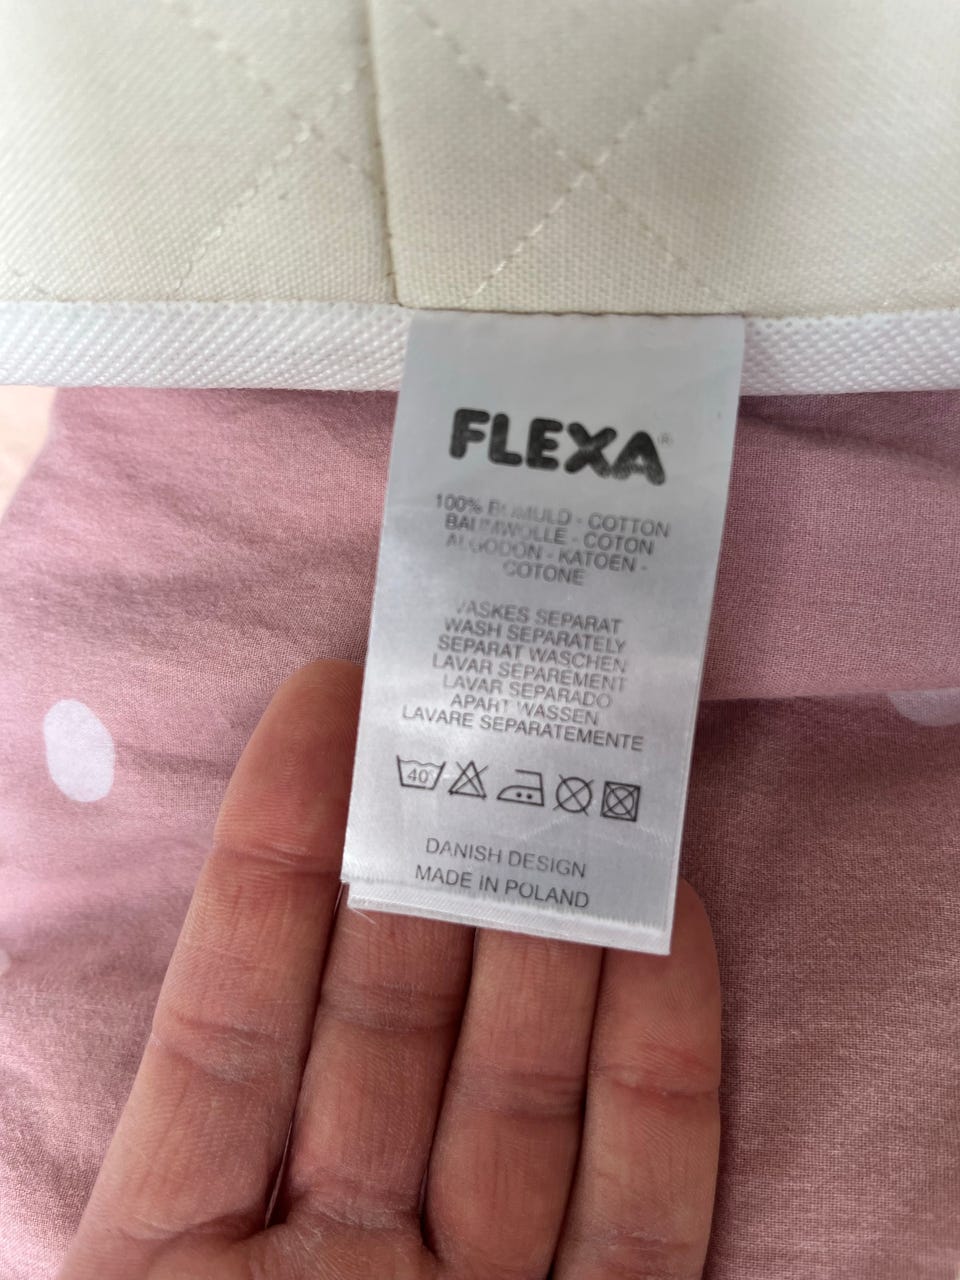 FLEXA®
100% BUMULD - COTTON
BAUMWOLLE - COTON
ALGODON - KATOEN -
COTONE
VASKES SEPARAT
WASH SEPARATELY
SEPARAT WASCHEN
LAVAR SEPAREMENT
LAVAR SEPARADO
APART WASSEN
LAVARE SEPARATEMENTE
40°
DANISH DESIGN
MADE IN POLAND